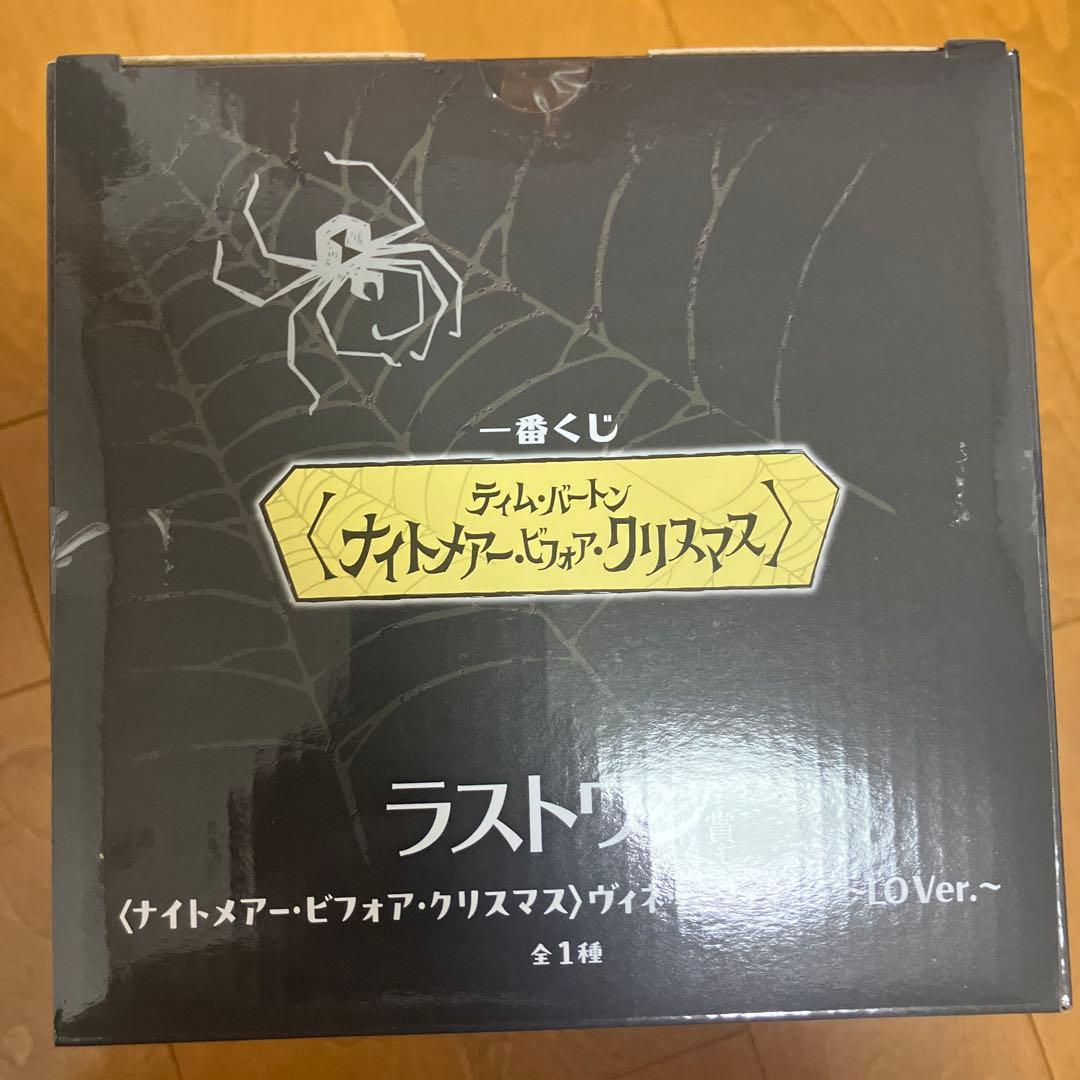 一番くじ
ティム・バートン
〈ナイトメアー・ビフォア・クリスマス〉
ラストワン賞
〈ナイトメアー・ビフォア・クリスマス〉ヴィネ ~LO Ver.~
全1種